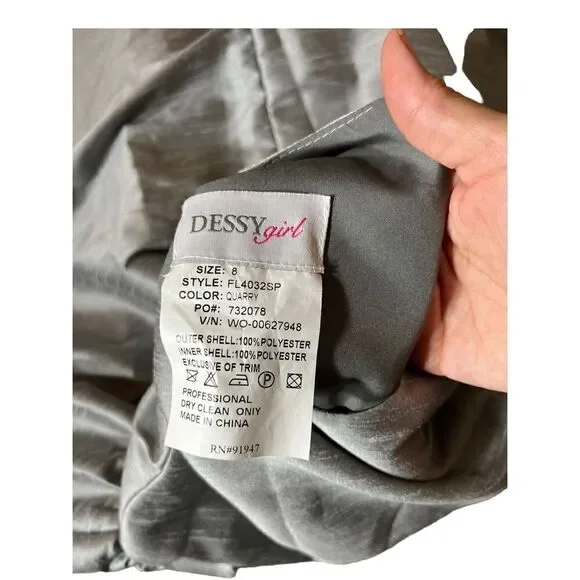 DESSY girl
SIZE: 8
STYLE: FL4032SP
COLOR: QUARRY
PO#: 732078
V/N: WO-00627948
OUTER SHELL:100%POLYESTER
INNER SHELL:100%POLYESTER
EXCLUSIVE OF TRIM
P
PROFESSIONAL
DRY CLEAN ONIY
MADE IN CHINA
RN#91947